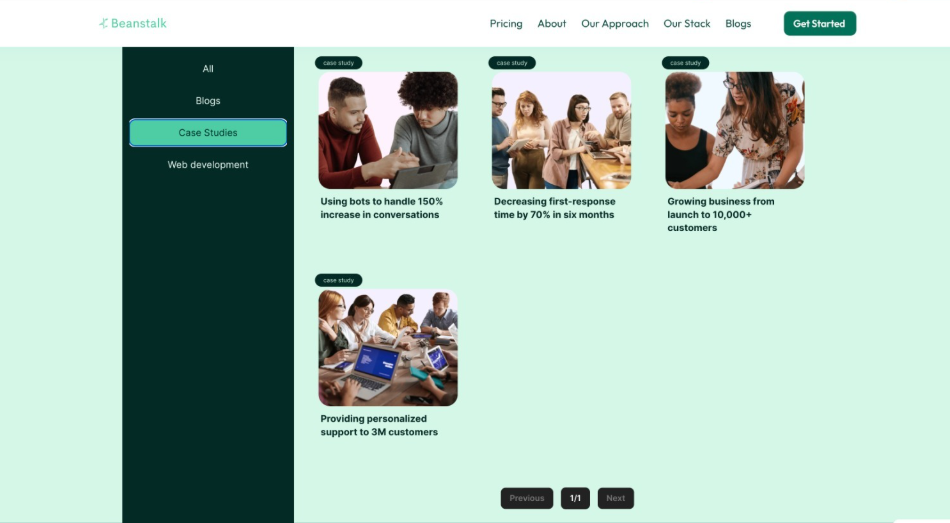 Beanstalk
Pricing
About
Our Approach
Our Stack
Blogs
Get Started
All
Blogs
Case Studies
Web development
case study
Using bots to handle 150%
increase in conversations
case study
Decreasing first-response
time by 70% in six months
case study
Growing business from
launch to 10,000+
customers
case study
Providing personalized
support to 3M customers
Previous
1/1
Next